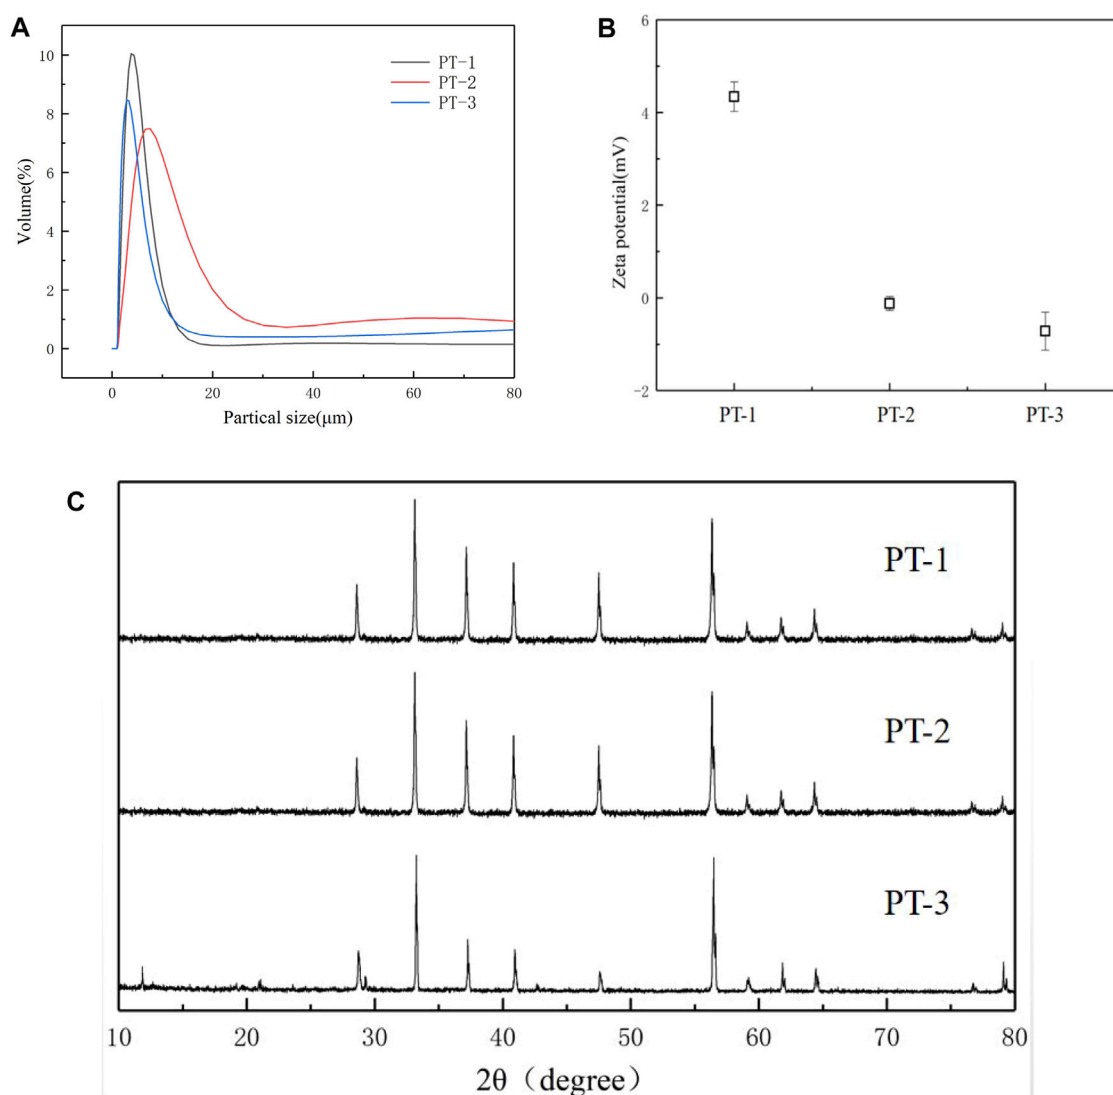 A
PT-1
PT-2
PT-3
10
8
6
4
2
0
Volume(%)
0 20 40 60 80
Partical size(μm)
B
6
4
2
0
-2
Zeta potential(mV)
PT-1 PT-2 PT-3
C
PT-1
PT-2
PT-3
10 20 30 40 50 60 70 80
2θ（degree）